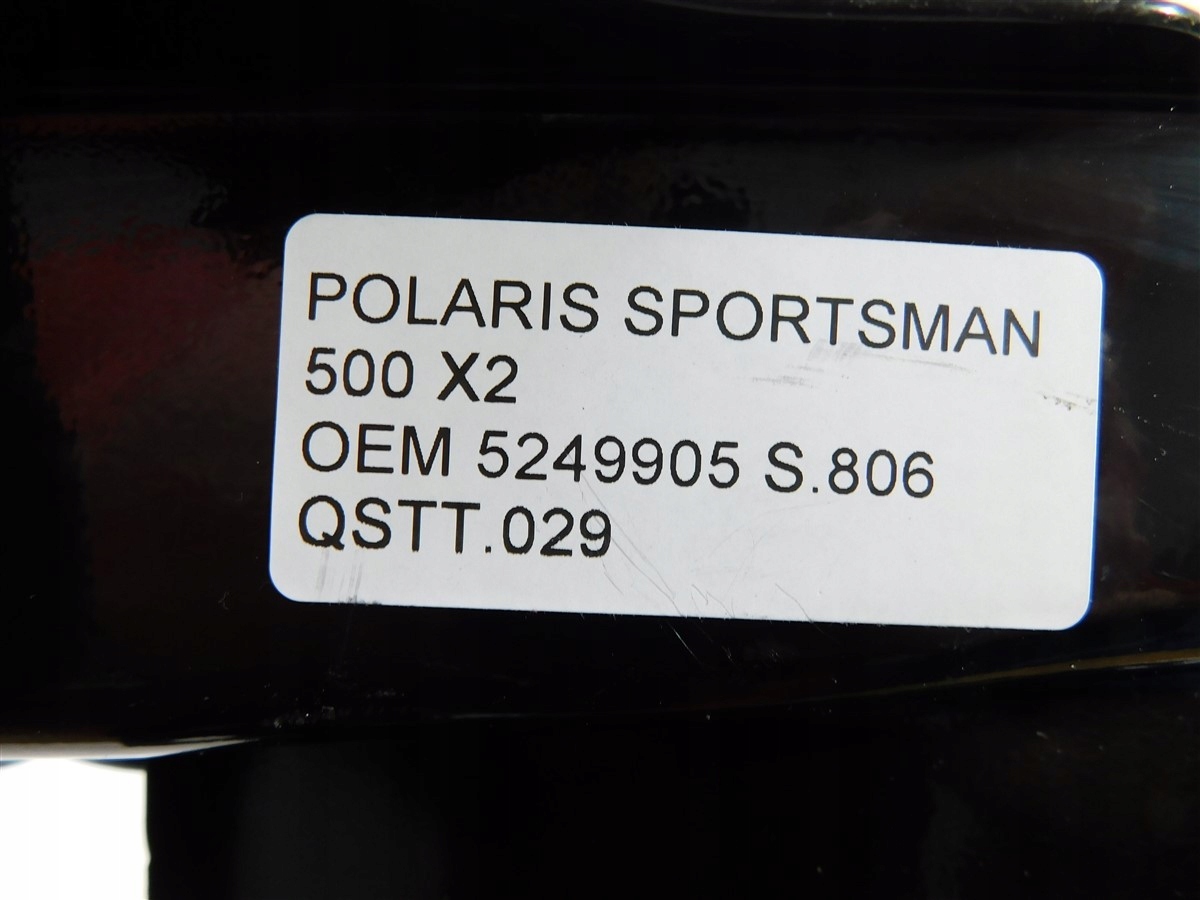 POLARIS SPORTSMAN
500 X2
OEM 5249905 S.806
QSTT.029